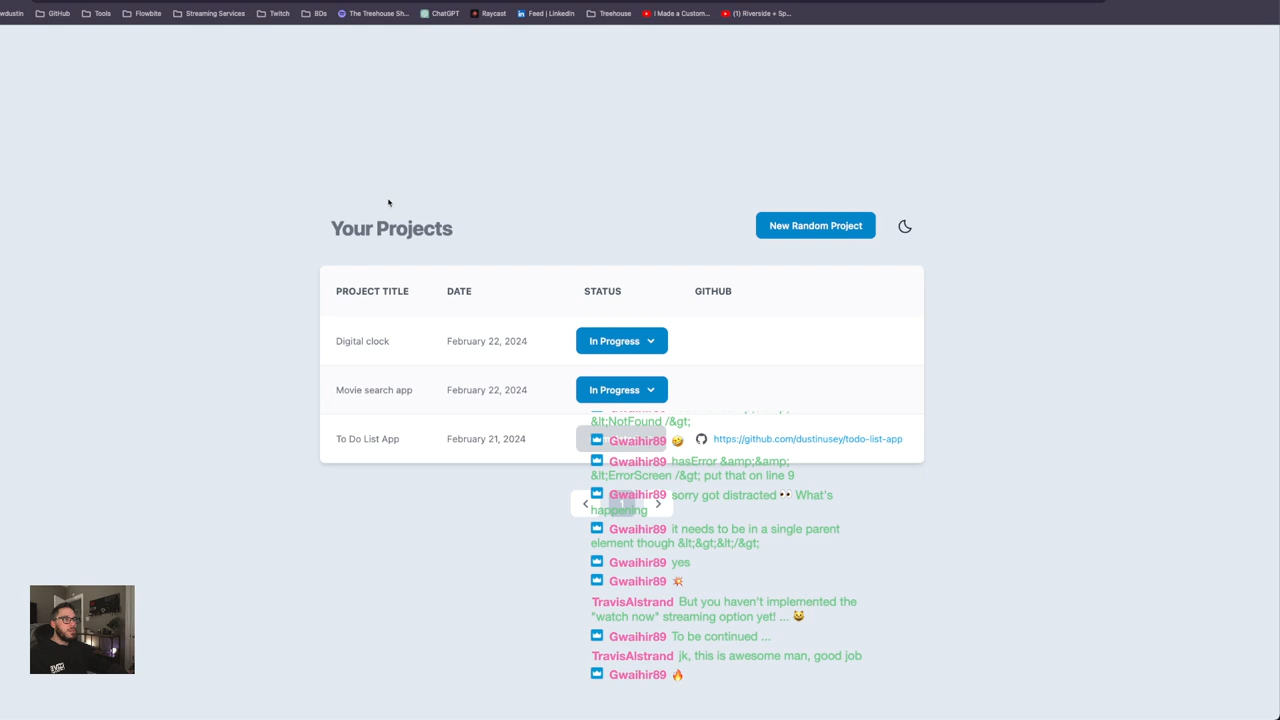 wdustin GitHub Tools Flowbite Streaming Services Twitch BDs The Treehouse Sh... ChatGPT Raycast Feed | LinkedIn Treehouse I Made a Custom... (1) Riverside + Sp...
Your Projects
New Random Project
PROJECT TITLE DATE STATUS GITHUB
Digital clock February 22, 2024 In Progress
Movie search app February 22, 2024 In Progress
To Do List App February 21, 2024 https://github.com/dustinusey/todo-list-app
1
&lt;NotFound /&gt;
Gwaihir89 🤣
Gwaihir89 hasError &amp;&amp;
&lt;ErrorScreen /&gt; put that on line 9
Gwaihir89 sorry got distracted 👀 What's
happening
Gwaihir89 it needs to be in a single parent
element though &lt;&gt;&lt;/&gt;
Gwaihir89 yes
Gwaihir89 💥
TravisAlstrand But you haven't implemented the
"watch now" streaming option yet! ... 😺
Gwaihir89 To be continued ...
TravisAlstrand jk, this is awesome man, good job
Gwaihir89 🔥